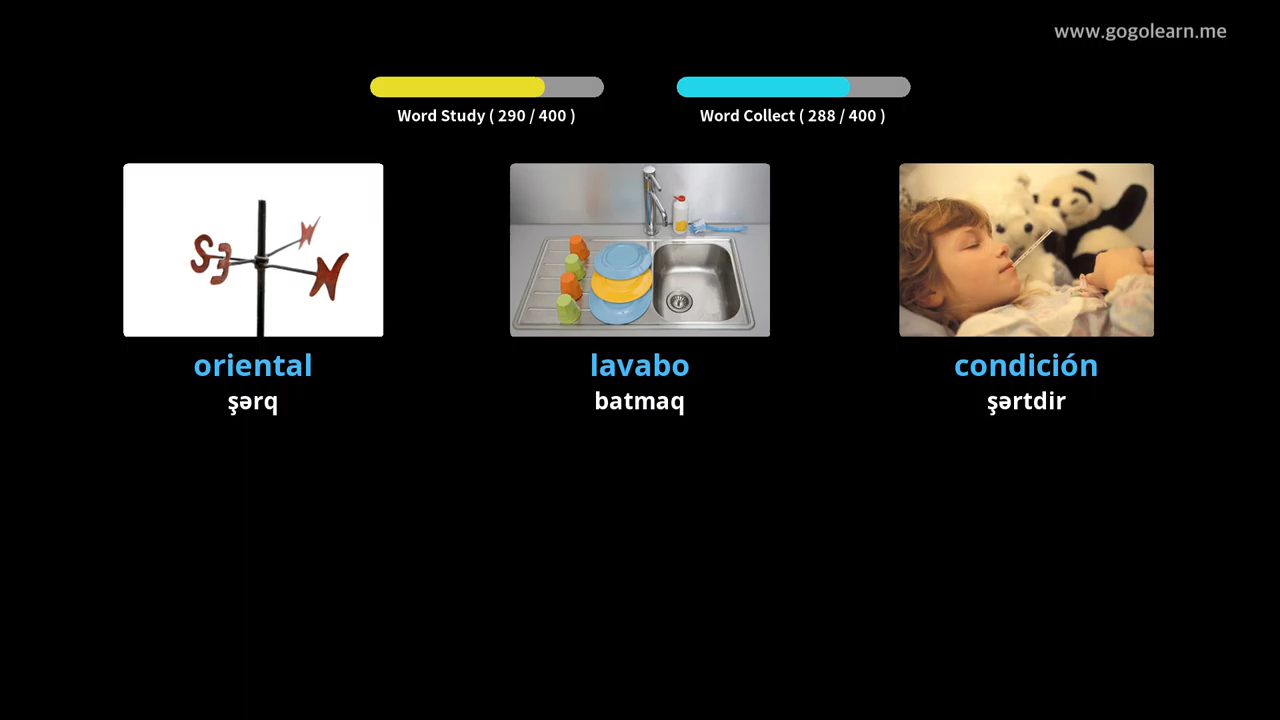 www.gogolearn.me
Word Study ( 290 / 400 )
Word Collect ( 288 / 400 )
S E N N
oriental
lavabo
condición
şərq
batmaq
şərtdir